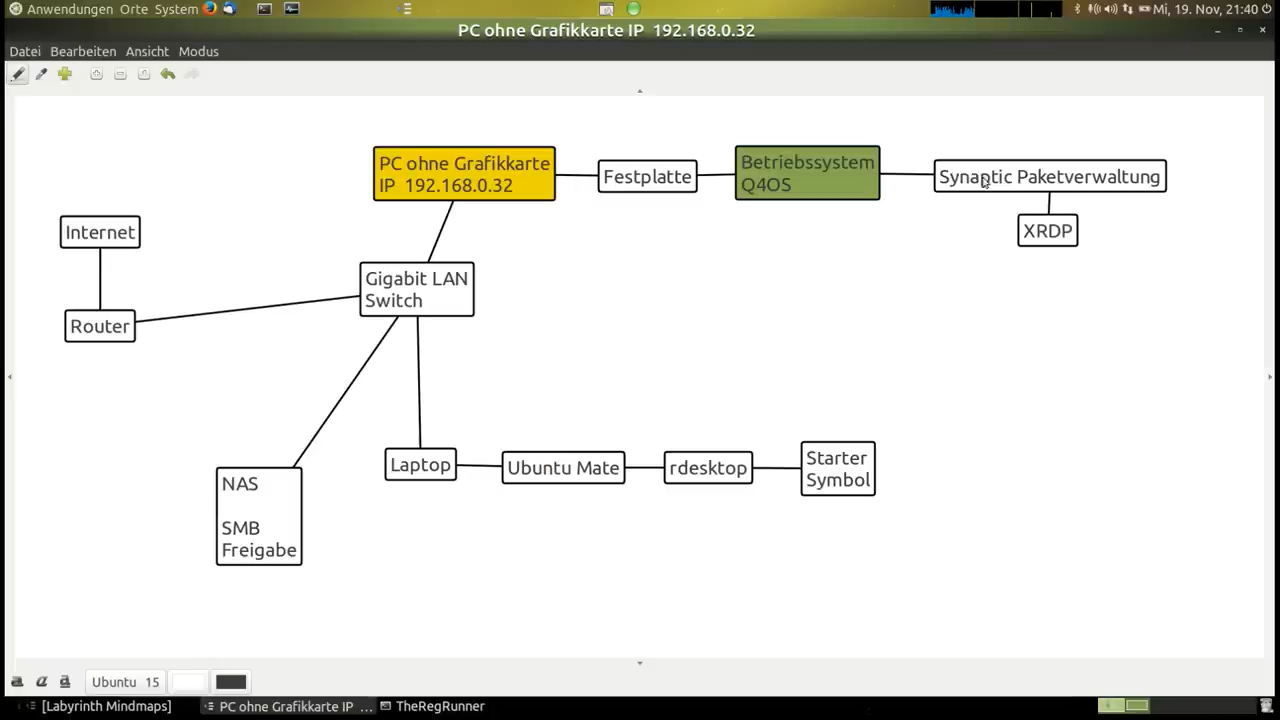 Anwendungen Orte System
Mi, 19. Nov, 21:40
PC ohne Grafikkarte IP  192.168.0.32
Datei Bearbeiten Ansicht Modus
PC ohne Grafikkarte
IP  192.168.0.32
Festplatte
Betriebssystem
Q4OS
Synaptic Paketverwaltung
XRDP
Internet
Router
Gigabit LAN
Switch
Laptop
Ubuntu Mate
rdesktop
Starter
Symbol
NAS
SMB
Freigabe
a a a Ubuntu 15
[Labyrinth Mindmaps] PC ohne Grafikkarte IP ... TheRegRunner